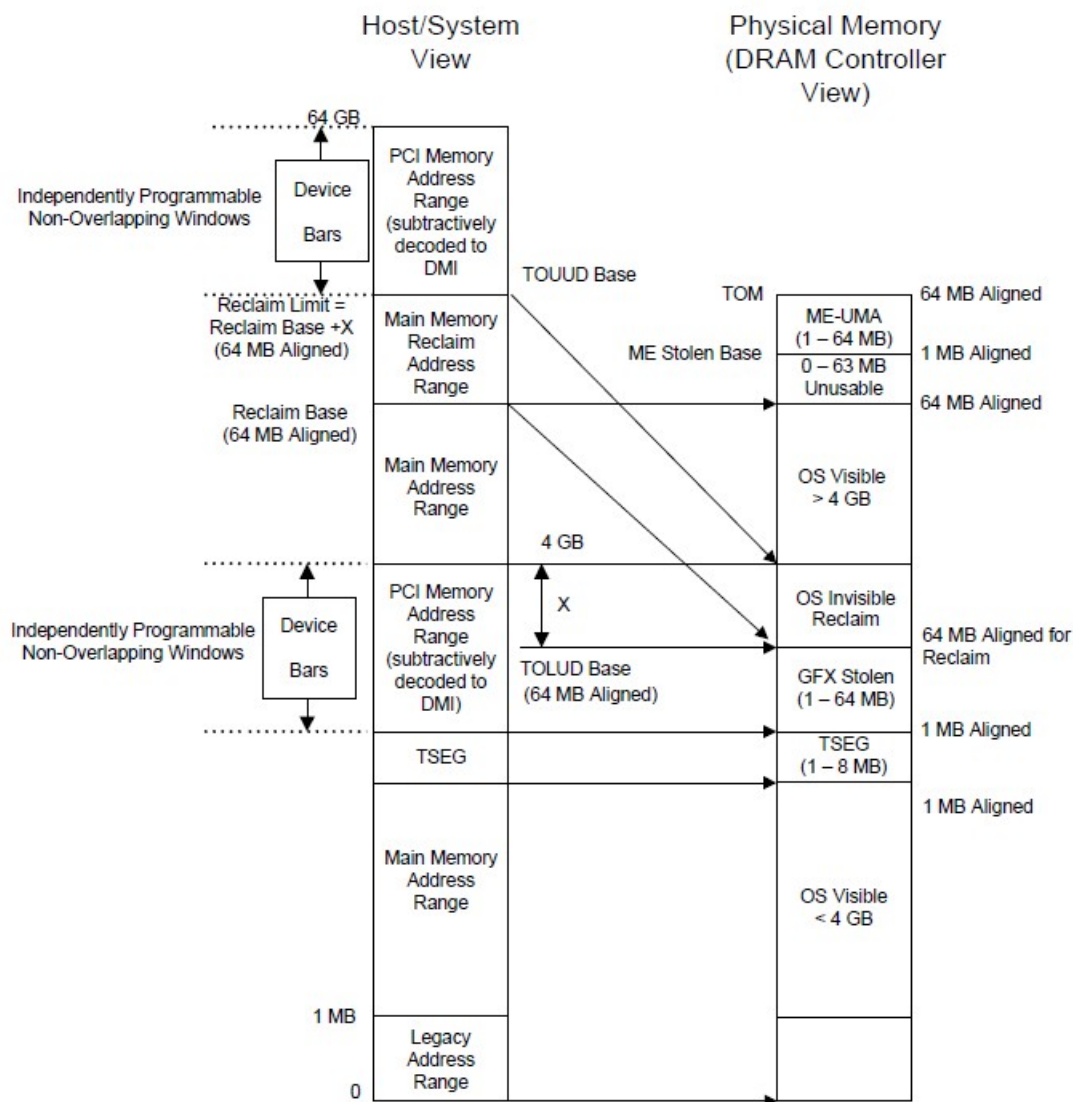 Host/System
View
Physical Memory
(DRAM Controller
View)
64 GB
PCI Memory
Address
Range
(subtractively
decoded to
DMI
Independently Programmable
Non-Overlapping Windows
Device
Bars
TOUUD Base
TOM
64 MB Aligned
Reclaim Limit =
Reclaim Base +X
(64 MB Aligned)
Main Memory
Reclaim
Address
Range
ME-UMA
(1 – 64 MB)
ME Stolen Base
1 MB Aligned
0 – 63 MB
Unusable
Reclaim Base
(64 MB Aligned)
64 MB Aligned
Main Memory
Address
Range
OS Visible
> 4 GB
4 GB
PCI Memory
Address
Range
(subtractively
decoded to
DMI)
X
OS Invisible
Reclaim
Independently Programmable
Non-Overlapping Windows
Device
Bars
64 MB Aligned for
Reclaim
TOLUD Base
(64 MB Aligned)
GFX Stolen
(1 – 64 MB)
1 MB Aligned
TSEG
TSEG
(1 – 8 MB)
1 MB Aligned
Main Memory
Address
Range
OS Visible
< 4 GB
1 MB
Legacy
Address
Range
0